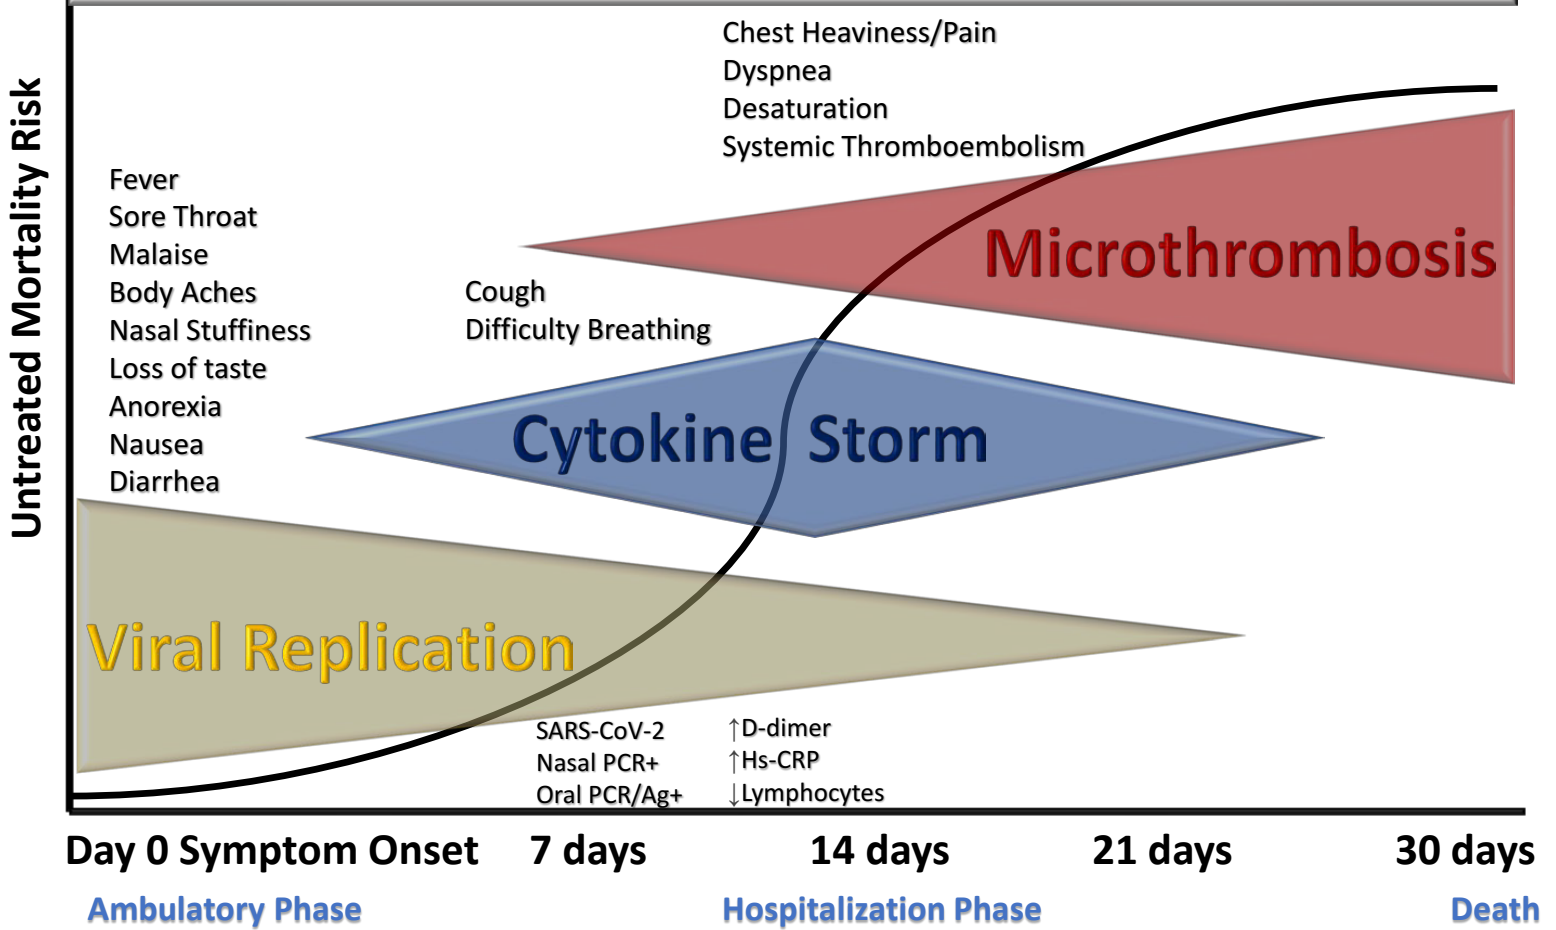 Chest Heaviness/Pain
Dyspnea
Desaturation
Systemic Thromboembolism
Untreated Mortality Risk
Fever
Sore Throat
Malaise
Body Aches
Nasal Stuffiness
Loss of taste
Anorexia
Nausea
Diarrhea
Cough
Difficulty Breathing
Microthrombosis
Cytokine Storm
Viral Replication
SARS-CoV-2
Nasal PCR+
Oral PCR/Ag+
↑D-dimer
↑Hs-CRP
↓Lymphocytes
Day 0 Symptom Onset 7 days 14 days 21 days 30 days
Ambulatory Phase Hospitalization Phase Death